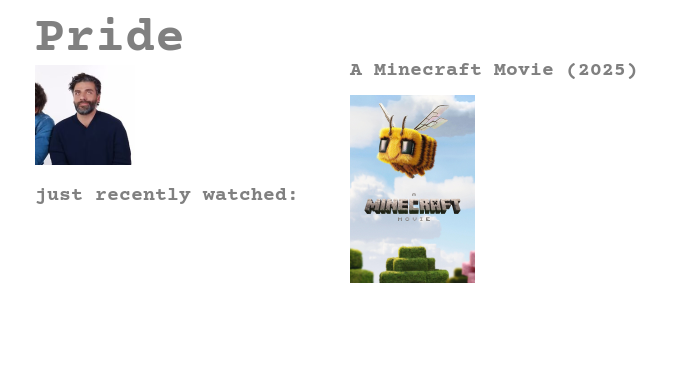 Pride
just recently watched:
A Minecraft Movie (2025)
A
MINECRAFT
MOVIE